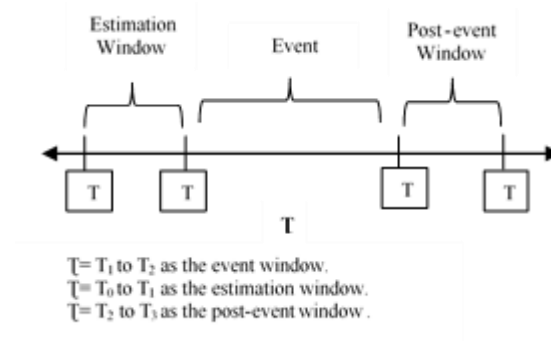 Estimation
Window
Event
Post-event
Window
T
T
T
T
τ
τ= T₁ to T₂ as the event window.
τ= T₀ to T₁ as the estimation window.
τ= T₂ to T₃ as the post-event window.